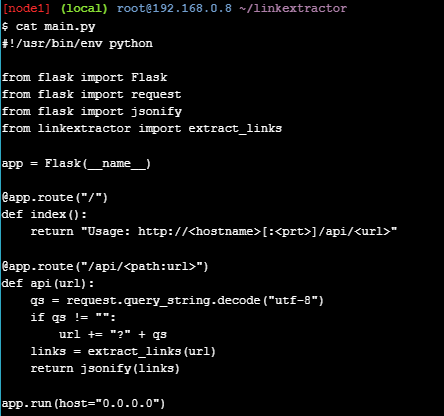 [node1] (local) root@192.168.0.8 ~/linkextractor
$ cat main.py
#!/usr/bin/env python

from flask import Flask
from flask import request
from flask import jsonify
from linkextractor import extract_links

app = Flask(__name__)

@app.route("/")
def index():
    return "Usage: http://<hostname>[:<prt>]/api/<url>"

@app.route("/api/<path:url>")
def api(url):
    qs = request.query_string.decode("utf-8")
    if qs != "":
        url += "?" + qs
    links = extract_links(url)
    return jsonify(links)

app.run(host="0.0.0.0")